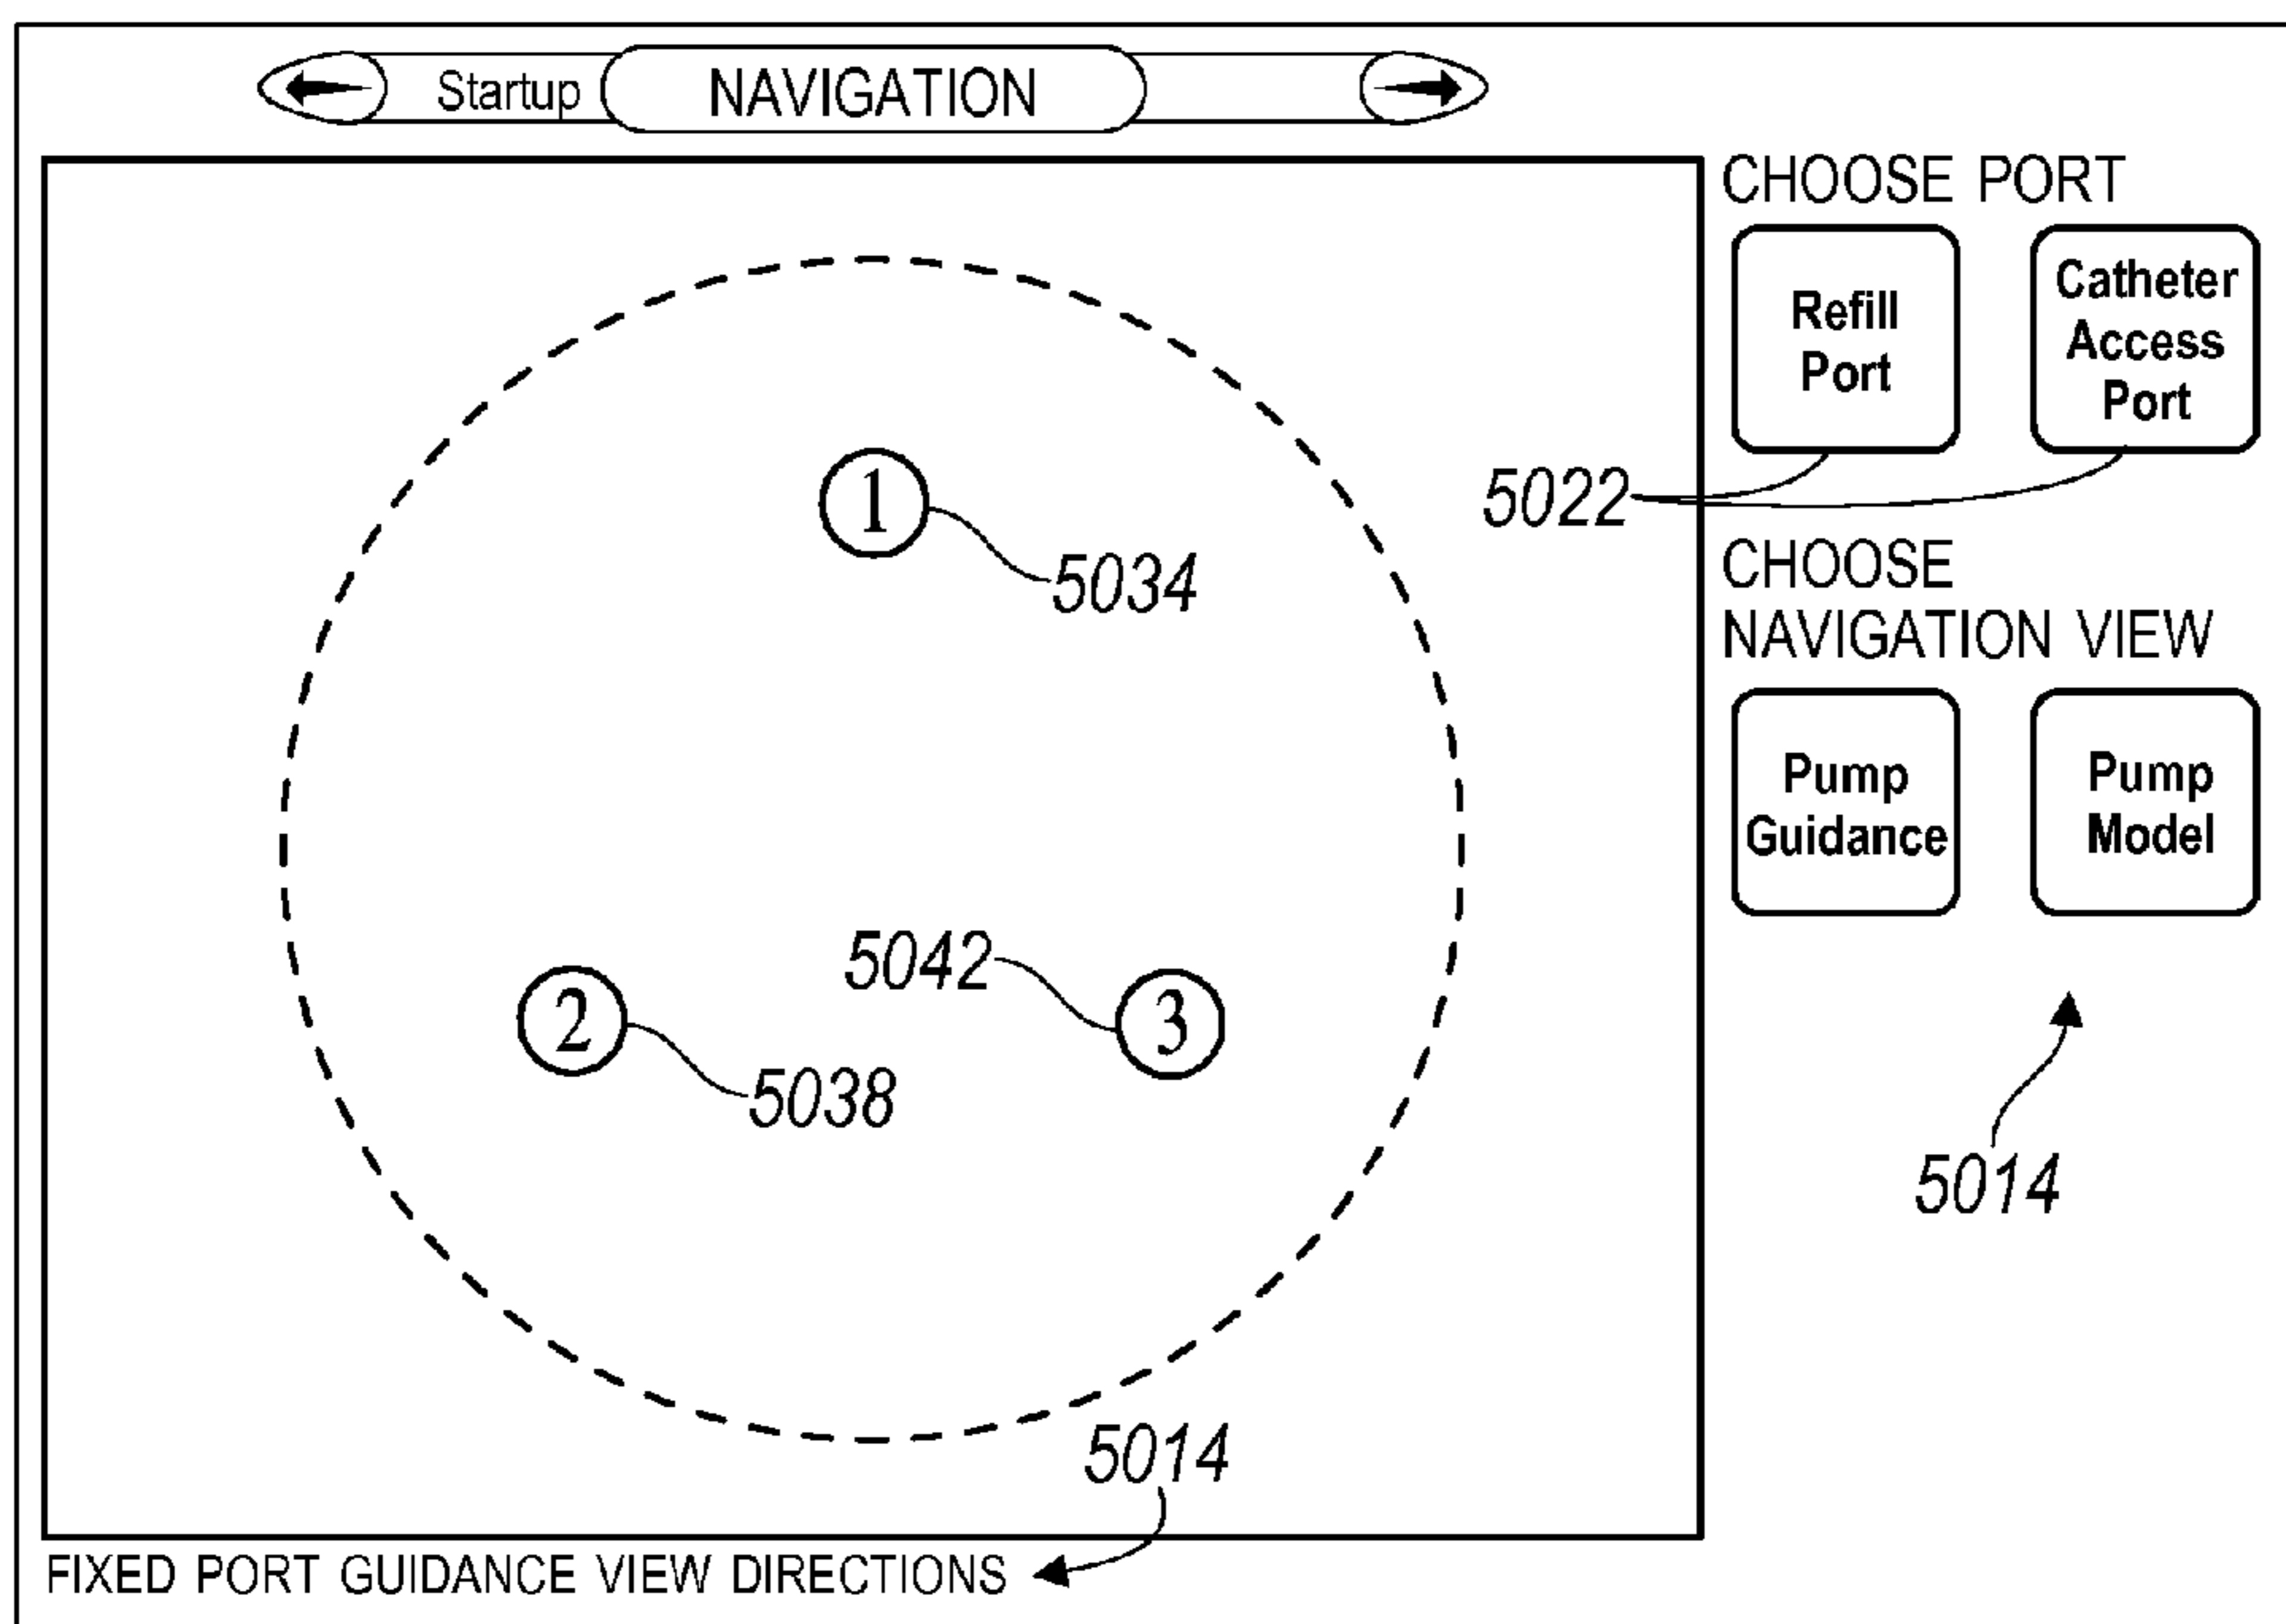 Startup NAVIGATION
CHOOSE PORT
Refill
Port
Catheter
Access
Port
5022
1
5034
CHOOSE
NAVIGATION VIEW
Pump
Guidance
Pump
Model
5042
2
3
5038
5014
5014
FIXED PORT GUIDANCE VIEW DIRECTIONS